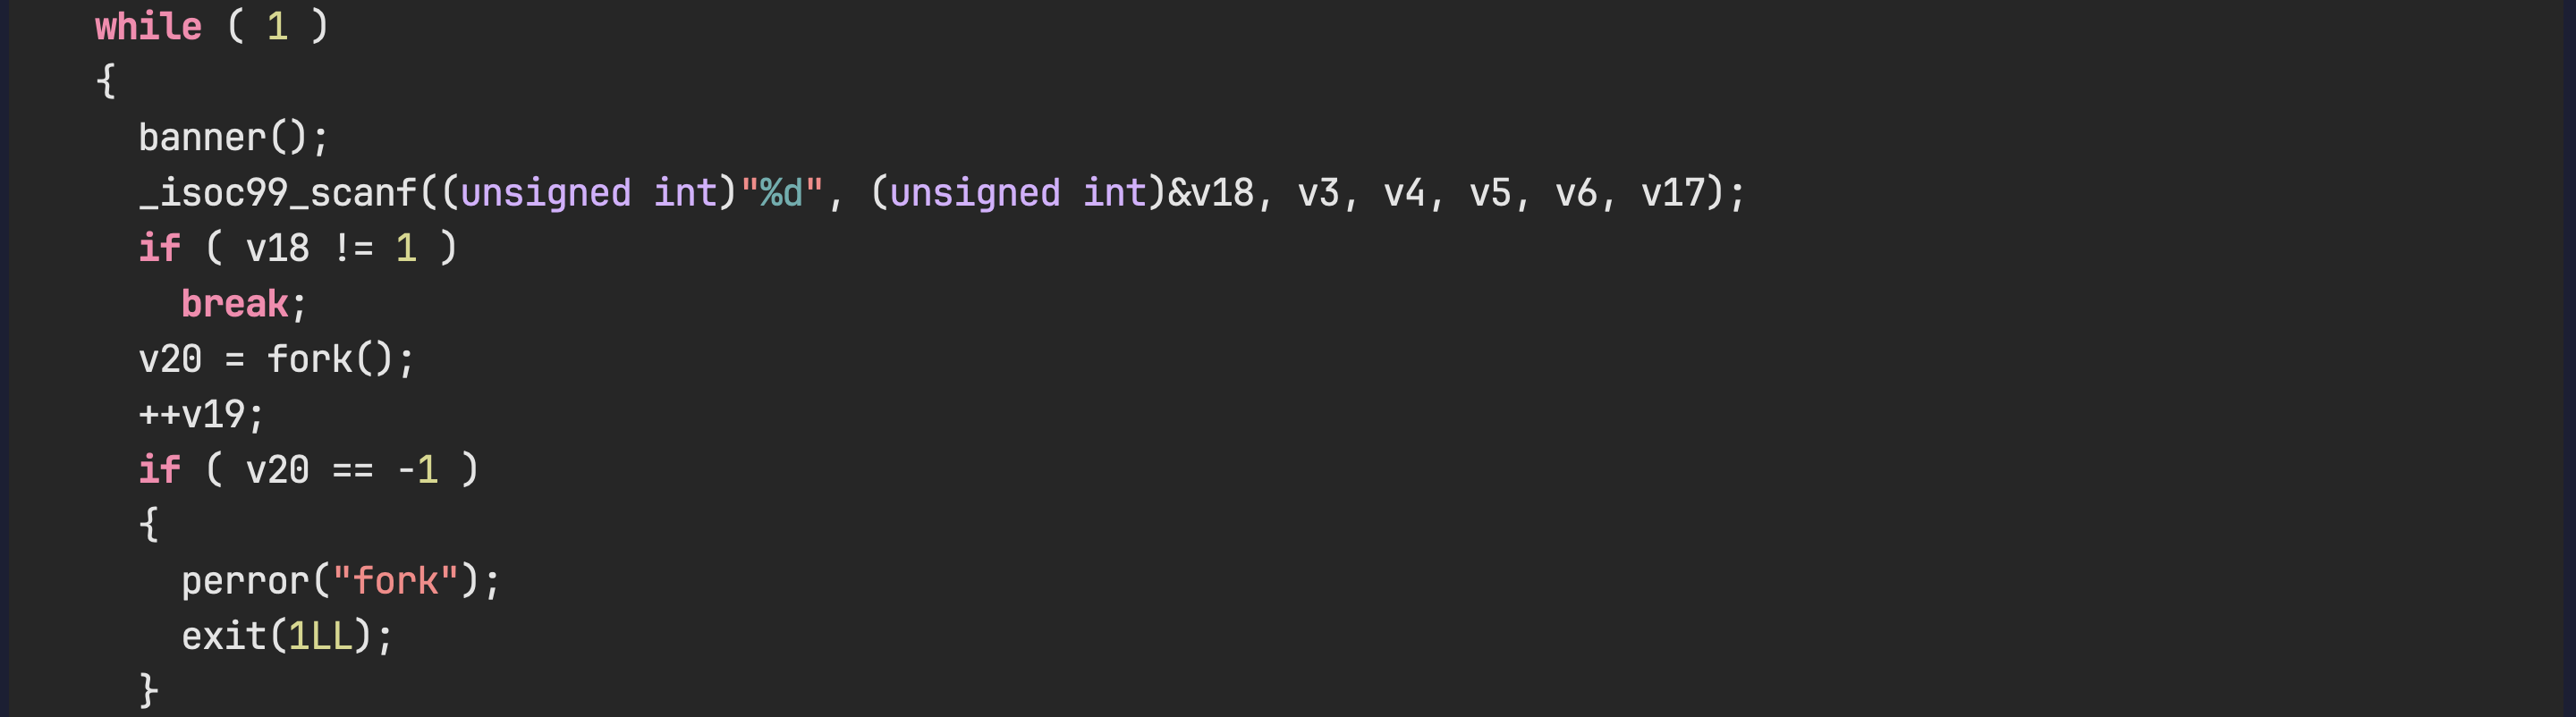 while ( 1 )
{
banner();
_isoc99_scanf((unsigned int)"%d", (unsigned int)&v18, v3, v4, v5, v6, v17);
if ( v18 != 1 )
break;
v20 = fork();
++v19;
if ( v20 == -1 )
{
perror("fork");
exit(1LL);
}